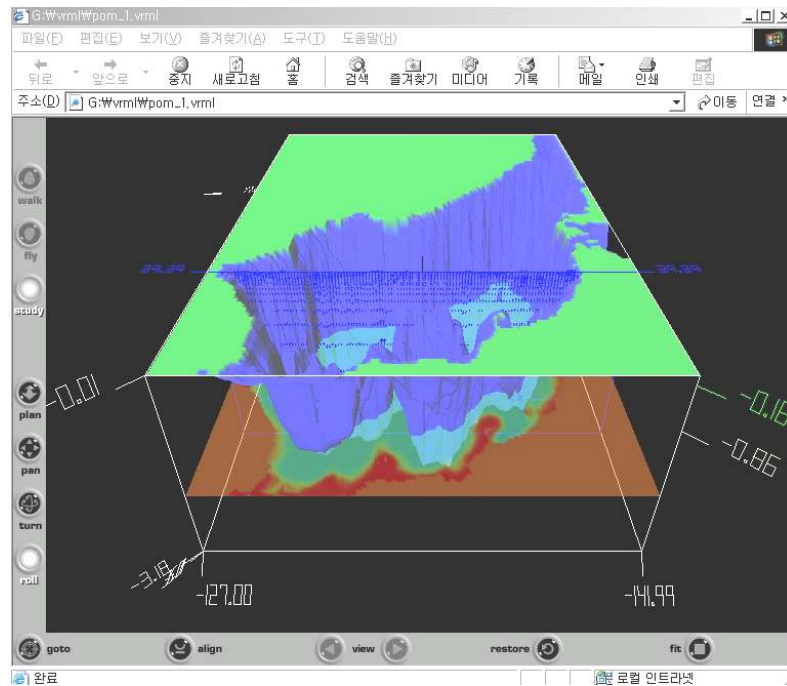 G:\vrml\pom_1.vrml
파일(F) 편집(E) 보기(V) 즐겨찾기(A) 도구(T) 도움말(H)
뒤로 앞으로 중지 새로고침 홈 검색 즐겨찾기 미디어 기록 메일 인쇄 편집
주소(D) G:\vrml\pom_1.vrml 이동 연결 »
walk
fly
study
39.39
-0.01
-0.16
plan
-0.86
pan
turn
-3.19
roll
-127.00 -141.99
goto align view restore fit
완료 로컬 인트라넷